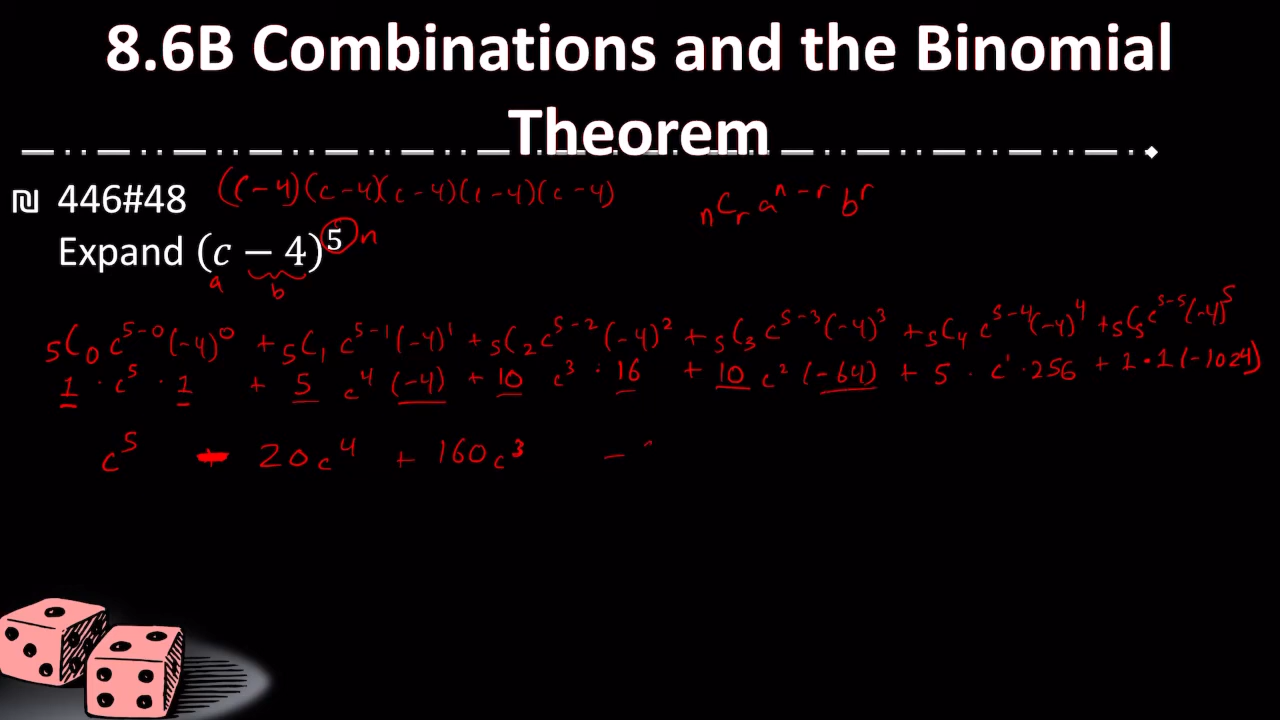 8.6B Combinations and the Binomial
Theorem
₪ 446#48 (c-4)(c-4)(c-4)(c-4)(c-4) nCr a^(n-r) b^r
Expand (c − 4)^5 n
a b
5C0 c^(5-0) (-4)^0 + 5C1 c^(5-1) (-4)^1 + 5C2 c^(5-2) (-4)^2 + 5C3 c^(5-3) (-4)^3 + 5C4 c^(5-4) (-4)^4 + 5C5 c^(5-5) (-4)^5
1 · c^5 · 1 + 5 c^4 (-4) + 10 c^3 · 16 + 10 c^2 (-64) + 5 · c^1 · 256 + 1 · 1 (-1024)
c^5 - 20c^4 + 160c^3 -